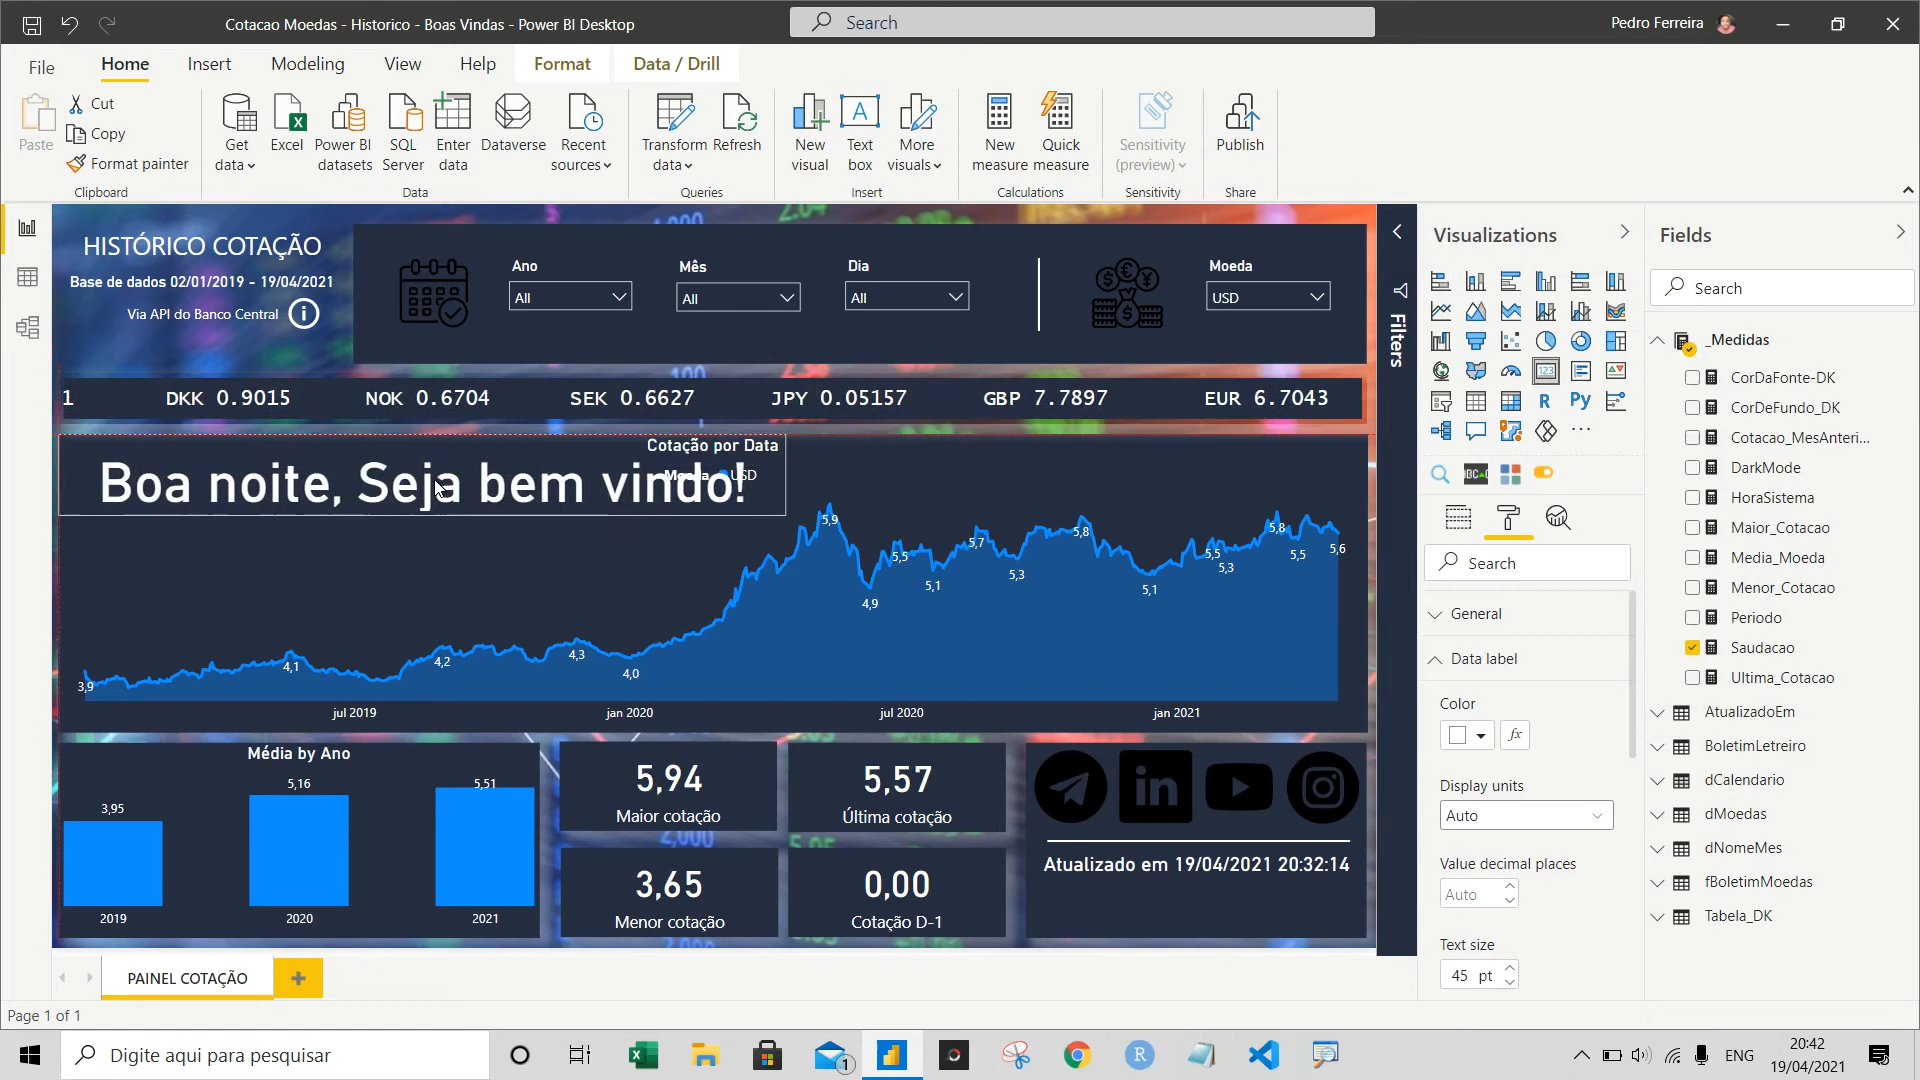 Cotacao Moedas - Historico - Boas Vindas - Power BI Desktop
Search
Pedro Ferreira
File
Home
Insert
Modeling
View
Help
Format
Data / Drill
Paste
Cut
Copy
Format painter
Clipboard
Get data
Excel
Power BI datasets
SQL Server
Enter data
Dataverse
Recent sources
Data
Transform data
Refresh
Queries
New visual
Text box
More visuals
Insert
New measure
Quick measure
Calculations
Sensitivity (preview)
Sensitivity
Publish
Share
HISTÓRICO COTAÇÃO
Base de dados 02/01/2019 - 19/04/2021
Via API do Banco Central
Ano
All
Mês
All
Dia
All
Moeda
USD
1
DKK 0.9015
NOK 0.6704
SEK 0.6627
JPY 0.05157
GBP 7.7897
EUR 6.7043
Cotação por Data
Moeda
USD
Boa noite, Seja bem vindo!
3,9
4,1
4,2
4,3
4,0
5,9
4,9
5,5
5,1
5,7
5,3
5,8
5,1
5,5
5,3
5,8
5,5
5,6
jul 2019
jan 2020
jul 2020
jan 2021
Média by Ano
3,95
5,16
5,51
2019
2020
2021
5,94
Maior cotação
5,57
Última cotação
3,65
Menor cotação
0,00
Cotação D-1
in
Atualizado em 19/04/2021 20:32:14
Filters
Visualizations
123
R
Py
Search
General
Data label
Color
fx
Display units
Auto
Value decimal places
Auto
Text size
45 pt
Fields
Search
_Medidas
CorDaFonte-DK
CorDeFundo_DK
Cotacao_MesAnteri...
DarkMode
HoraSistema
Maior_Cotacao
Media_Moeda
Menor_Cotacao
Periodo
Saudacao
Ultima_Cotacao
AtualizadoEm
BoletimLetreiro
dCalendario
dMoedas
dNomeMes
fBoletimMoedas
Tabela_DK
PAINEL COTAÇÃO
Page 1 of 1
Digite aqui para pesquisar
1
R
ENG
20:42
19/04/2021